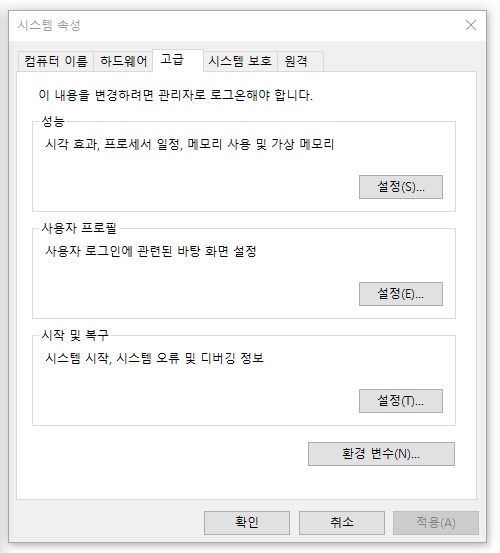 시스템 속성
컴퓨터 이름 하드웨어 고급 시스템 보호 원격
이 내용을 변경하려면 관리자로 로그온해야 합니다.
성능
시각 효과, 프로세서 일정, 메모리 사용 및 가상 메모리
설정(S)...
사용자 프로필
사용자 로그인에 관련된 바탕 화면 설정
설정(E)...
시작 및 복구
시스템 시작, 시스템 오류 및 디버깅 정보
설정(T)...
환경 변수(N)...
확인 취소 적용(A)